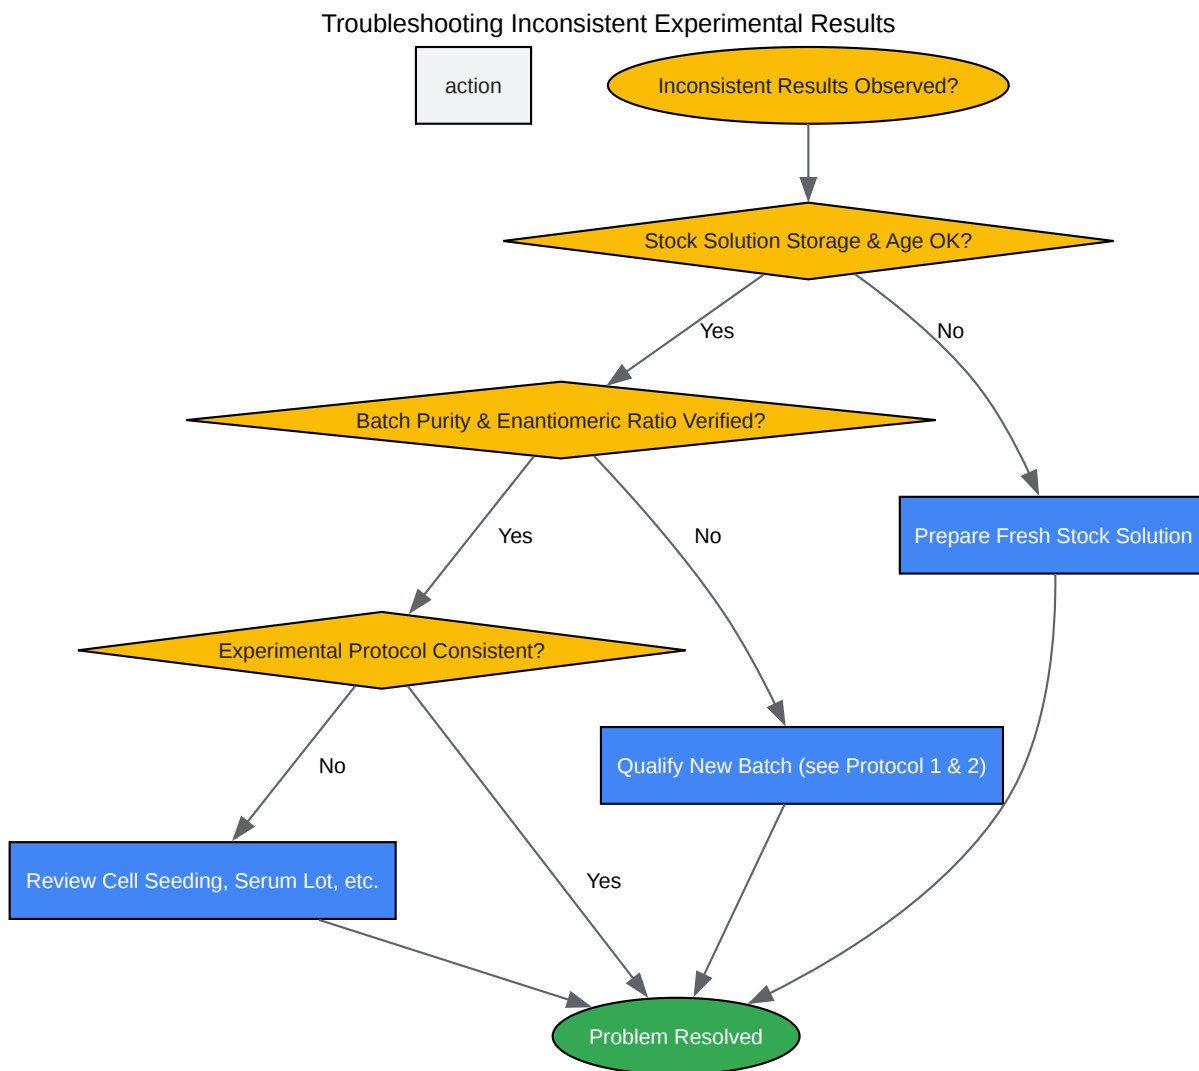 Troubleshooting Inconsistent Experimental Results
action
Inconsistent Results Observed?
Stock Solution Storage & Age OK?
Yes
No
Batch Purity & Enantiomeric Ratio Verified?
Yes
No
Prepare Fresh Stock Solution
Experimental Protocol Consistent?
No
Qualify New Batch (see Protocol 1 & 2)
Review Cell Seeding, Serum Lot, etc.
Yes
Problem Resolved